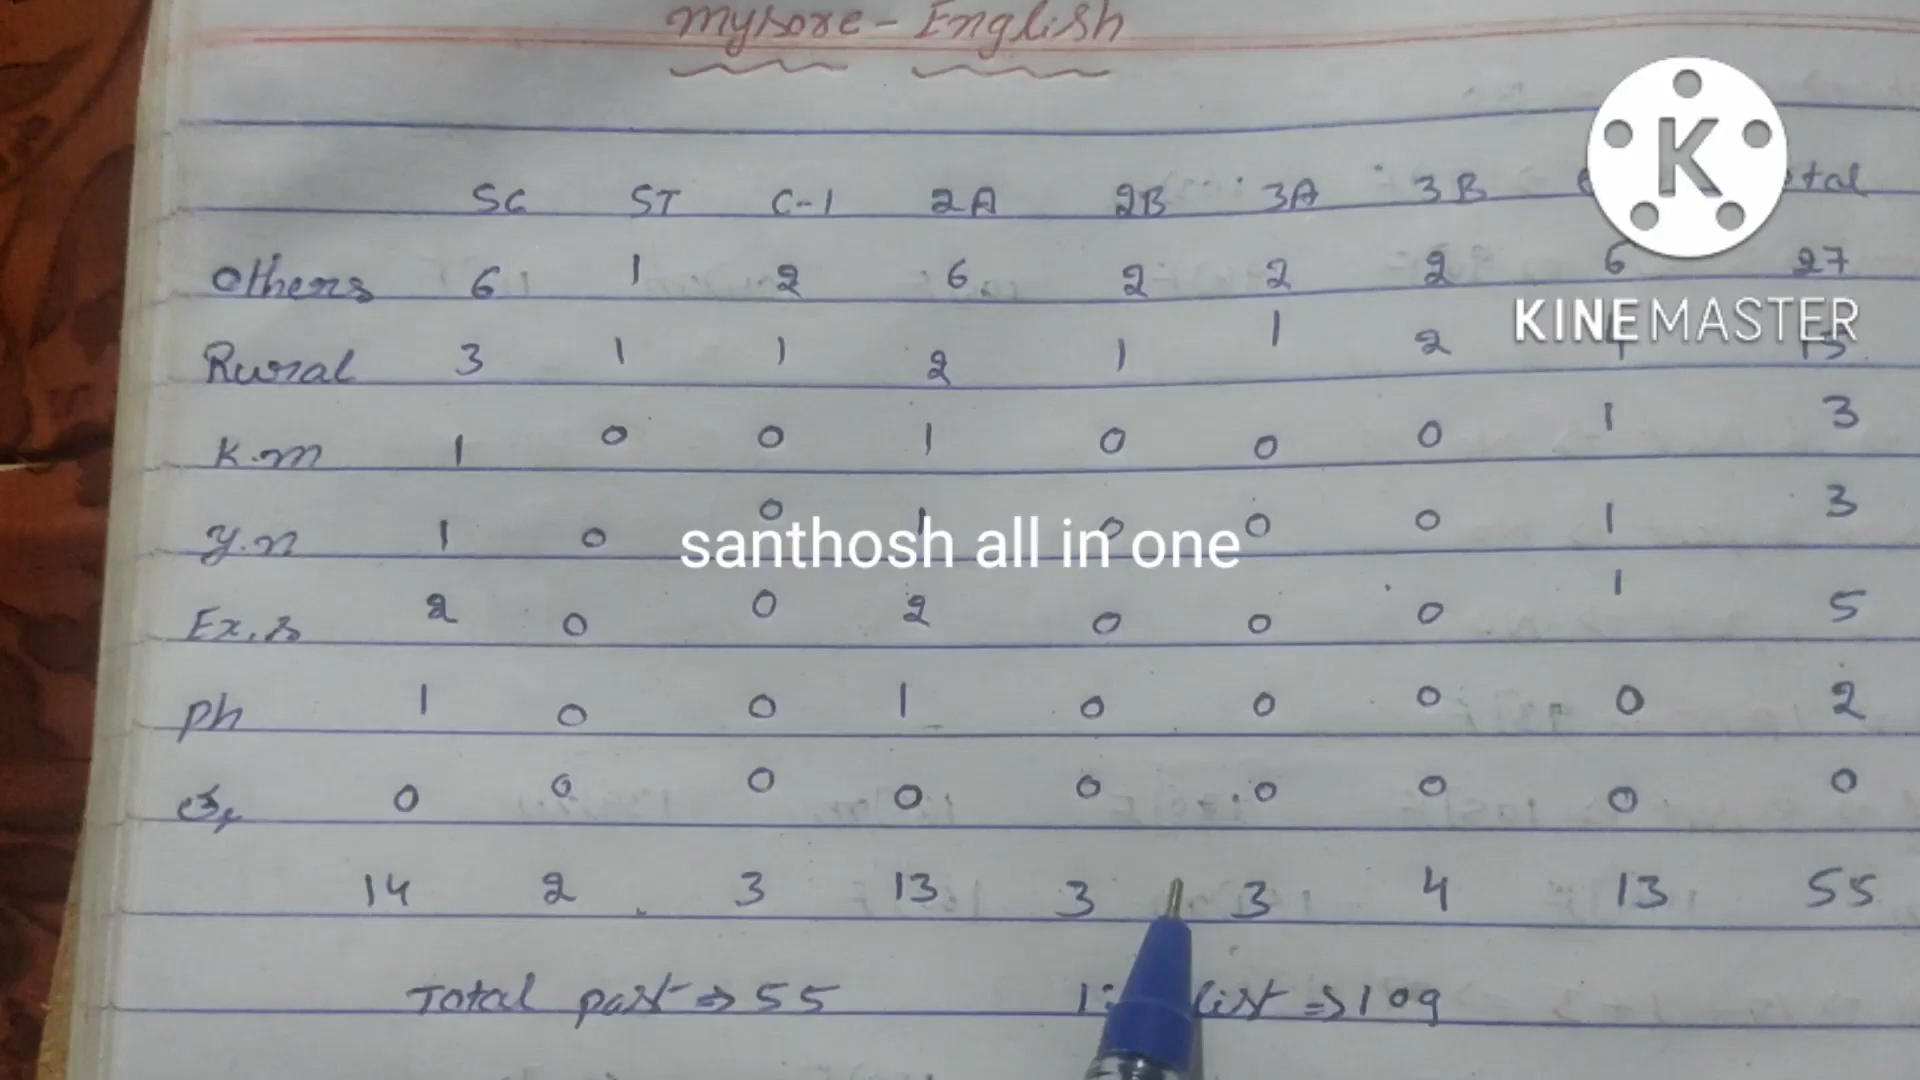 Mysore - English
SC ST C-1 2A 2B 3A 3B
Others 6 1 2 6 2 2 2 6 27
Rural 3 1 1 2 1 1 2 4 15
K.m 1 0 0 1 0 0 0 1 3
y.n 1 0 0 1 0 0 0 1 3
Ex.s 2 0 0 2 0 0 0 1 5
ph 1 0 0 1 0 0 0 0 2
0 0 0 0 0 0 0 0 0
14 2 3 13 3 3 4 13 55
Total post ⇒ 55 list ⇒ 109
K
KINEMASTER
santhosh all in one